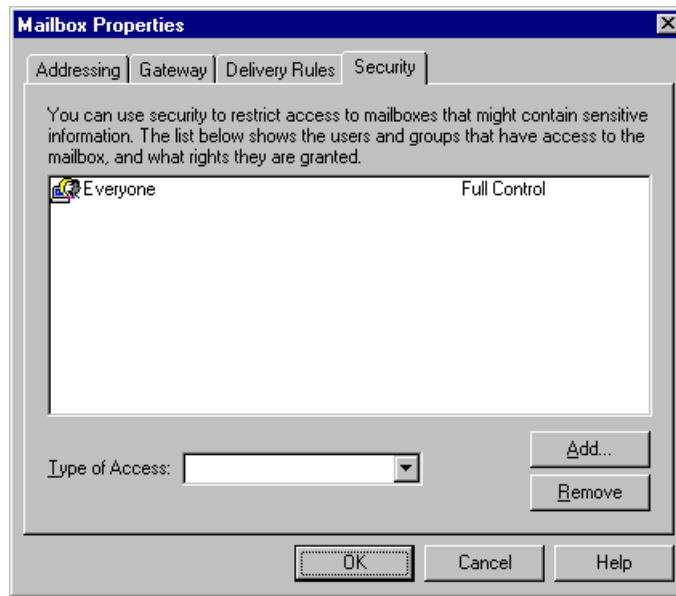 Mailbox Properties
Addressing Gateway Delivery Rules Security
You can use security to restrict access to mailboxes that might contain sensitive
information. The list below shows the users and groups that have access to the
mailbox, and what rights they are granted.
Everyone Full Control
Add...
Type of Access:
Remove
OK Cancel Help